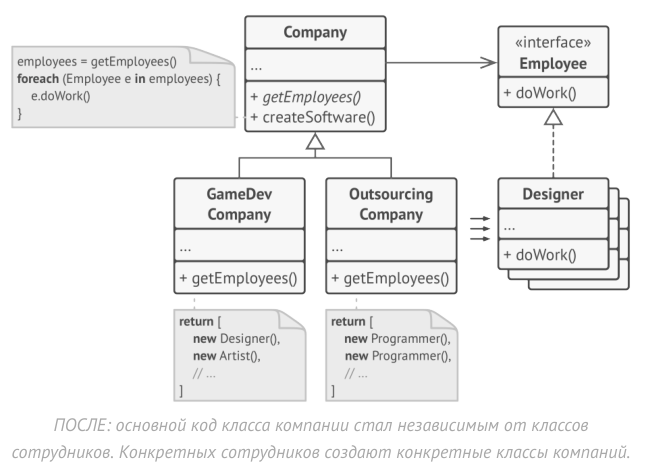 Company
...
+ getEmployees()
+ createSoftware()
employees = getEmployees()
foreach (Employee e in employees) {
e.doWork()
}
«interface»
Employee
+ doWork()
GameDev
Company
...
+ getEmployees()
Outsourcing
Company
...
+ getEmployees()
Designer
...
+ doWork()
return [
new Designer(),
new Artist(),
// ...
]
return [
new Programmer(),
new Programmer(),
// ...
]
ПОСЛЕ: основной код класса компании стал независимым от классов
сотрудников. Конкретных сотрудников создают конкретные классы компаний.